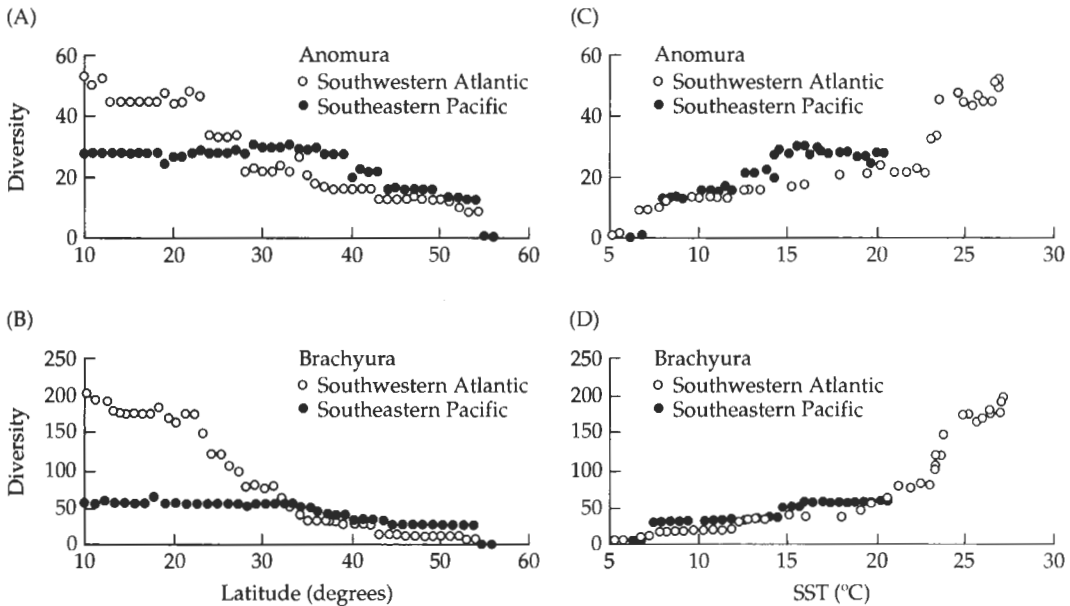 (A)
Anomura
Southwestern Atlantic
Southeastern Pacific
Diversity
60
40
20
0
10 20 30 40 50 60
(C)
Anomura
Southwestern Atlantic
Southeastern Pacific
60
40
20
0
5 10 15 20 25 30
(B)
Brachyura
Southwestern Atlantic
Southeastern Pacific
Diversity
250
200
150
100
50
0
10 20 30 40 50 60
Latitude (degrees)
(D)
Brachyura
Southwestern Atlantic
Southeastern Pacific
250
200
150
100
50
0
5 10 15 20 25 30
SST (°C)